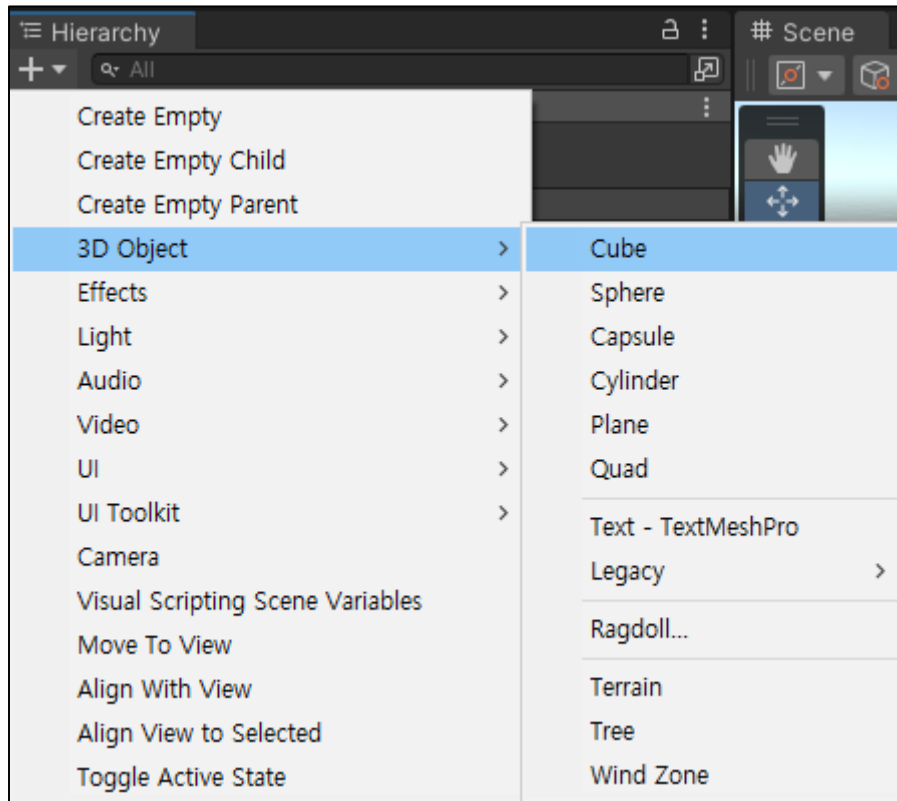 Hierarchy
All
Create Empty
Create Empty Child
Create Empty Parent
3D Object
Effects
Light
Audio
Video
UI
UI Toolkit
Camera
Visual Scripting Scene Variables
Move To View
Align With View
Align View to Selected
Toggle Active State
# Scene
Cube
Sphere
Capsule
Cylinder
Plane
Quad
Text - TextMeshPro
Legacy
Ragdoll...
Terrain
Tree
Wind Zone